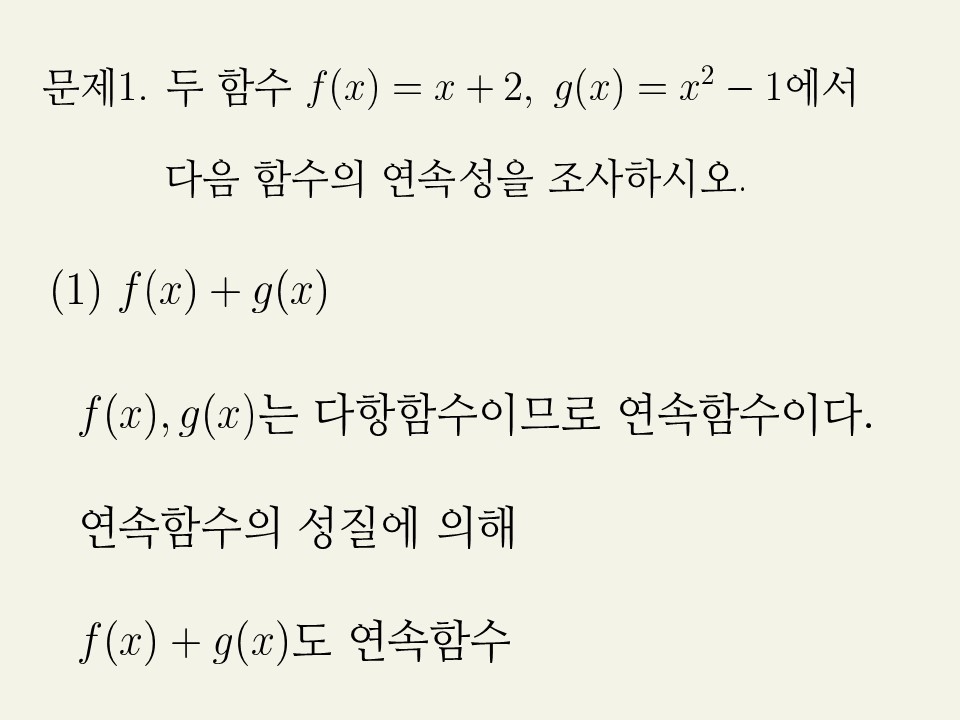 문제1. 두 함수 f(x) = x + 2, g(x) = x² − 1에서
다음 함수의 연속성을 조사하시오.
(1) f(x) + g(x)
f(x), g(x)는 다항함수이므로 연속함수이다.
연속함수의 성질에 의해
f(x) + g(x)도 연속함수